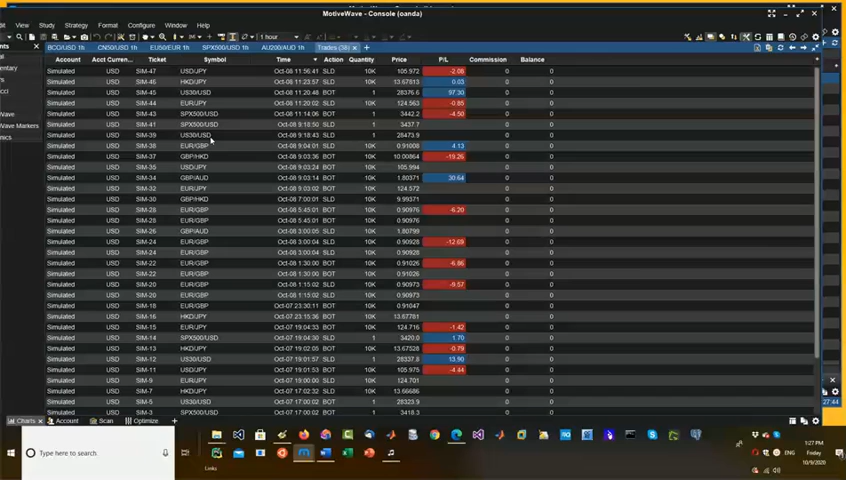 MotiveWave - Console (oanda)
View Study Strategy Format Configure Window Help
1 hour
BCO/USD 1h CN50/USD 1h EU50/EUR 1h SPX500/USD 1h AU200/AUD 1h Trades (38)
Account Acct Curren... Ticket Symbol Time Action Quantity Price P/L Commission Balance
Simulated USD SIM-47 USD/JPY Oct-08 11:56:41 SLD 10K 105.972 -2.08 0 0
Simulated USD SIM-46 HKD/JPY Oct-08 11:23:57 SLD 10K 13.67813 0.03 0 0
Simulated USD SIM-45 US30/USD Oct-08 11:20:48 BOT 1 28376.6 97.30 0 0
Simulated USD SIM-44 EUR/JPY Oct-08 11:20:02 SLD 10K 124.563 -0.85 0 0
Simulated USD SIM-43 SPX500/USD Oct-08 11:14:06 BOT 1 3442.2 -4.50 0 0
Simulated USD SIM-41 SPX500/USD Oct-08 9:18:50 SLD 1 3437.7 0 0
Simulated USD SIM-39 US30/USD Oct-08 9:18:43 SLD 1 28473.9 0 0
Simulated USD SIM-38 EUR/GBP Oct-08 9:04:01 SLD 10K 0.91008 4.13 0 0
Simulated USD SIM-37 GBP/HKD Oct-08 9:03:36 BOT 10K 10.00864 -19.26 0 0
Simulated USD SIM-35 USD/JPY Oct-08 9:03:24 BOT 10K 105.994 0 0
Simulated USD SIM-34 GBP/AUD Oct-08 9:03:14 BOT 10K 1.80371 30.64 0 0
Simulated USD SIM-32 EUR/JPY Oct-08 9:03:02 BOT 10K 124.572 0 0
Simulated USD SIM-30 GBP/HKD Oct-08 7:00:01 SLD 10K 9.99371 0 0
Simulated USD SIM-28 EUR/GBP Oct-08 5:45:01 BOT 10K 0.90976 -6.20 0 0
Simulated USD SIM-28 EUR/GBP Oct-08 5:45:01 BOT 10K 0.90976 0 0
Simulated USD SIM-26 GBP/AUD Oct-08 3:00:05 SLD 10K 1.80799 0 0
Simulated USD SIM-24 EUR/GBP Oct-08 3:00:04 SLD 10K 0.90928 -12.69 0 0
Simulated USD SIM-24 EUR/GBP Oct-08 3:00:04 SLD 10K 0.90928 0 0
Simulated USD SIM-22 EUR/GBP Oct-08 1:30:00 BOT 10K 0.91026 -6.86 0 0
Simulated USD SIM-22 EUR/GBP Oct-08 1:30:00 BOT 10K 0.91026 0 0
Simulated USD SIM-20 EUR/GBP Oct-08 1:15:02 SLD 10K 0.90973 -9.57 0 0
Simulated USD SIM-20 EUR/GBP Oct-08 1:15:02 SLD 10K 0.90973 0 0
Simulated USD SIM-18 EUR/GBP Oct-07 23:30:11 BOT 10K 0.91047 0 0
Simulated USD SIM-16 HKD/JPY Oct-07 23:15:36 BOT 10K 13.67781 0 0
Simulated USD SIM-15 EUR/JPY Oct-07 19:04:33 BOT 10K 124.716 -1.42 0 0
Simulated USD SIM-14 SPX500/USD Oct-07 19:04:30 SLD 1 3420.0 1.70 0 0
Simulated USD SIM-13 HKD/JPY Oct-07 19:02:05 BOT 10K 13.67528 -0.79 0 0
Simulated USD SIM-12 US30/USD Oct-07 19:01:57 SLD 1 28337.8 13.90 0 0
Simulated USD SIM-11 USD/JPY Oct-07 19:01:53 BOT 10K 105.975 -4.44 0 0
Simulated USD SIM-9 EUR/JPY Oct-07 19:00:00 SLD 10K 124.701 0 0
Simulated USD SIM-7 HKD/JPY Oct-07 17:02:32 SLD 10K 13.66686 0 0
Simulated USD SIM-5 US30/USD Oct-07 17:00:02 BOT 1 28323.9 0 0
Simulated USD SIM-3 SPX500/USD Oct-07 17:00:02 BOT 1 3418.3 0 0
Charts Account Scan Optimize
27:44
Type here to search
Links
ENG
1:27 PM
Friday
10/9/2020